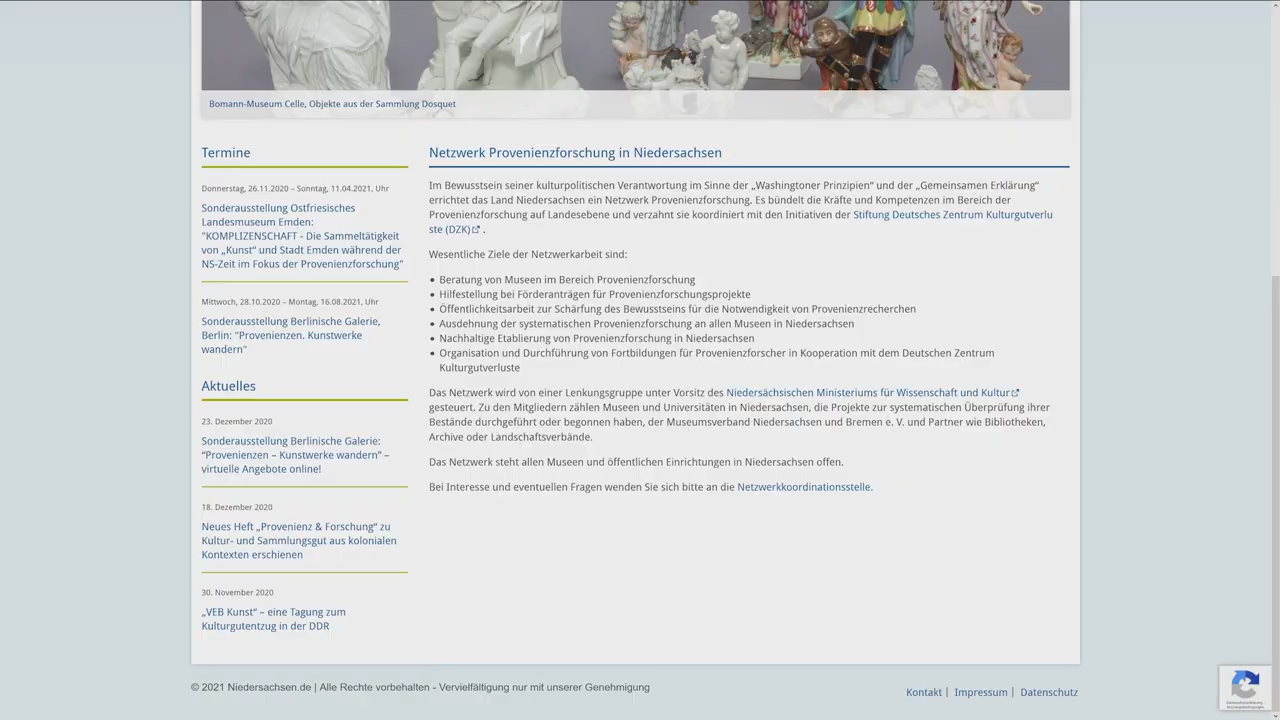 Bomann-Museum Celle, Objekte aus der Sammlung Dosquet
Termine
Donnerstag, 26.11.2020 – Sonntag, 11.04.2021, Uhr
Sonderausstellung Ostfriesisches
Landesmuseum Emden:
"KOMPLIZENSCHAFT - Die Sammeltätigkeit
von „Kunst“ und Stadt Emden während der
NS-Zeit im Fokus der Provenienzforschung"
Mittwoch, 28.10.2020 – Montag, 16.08.2021, Uhr
Sonderausstellung Berlinische Galerie,
Berlin: "Provenienzen. Kunstwerke
wandern"
Aktuelles
23. Dezember 2020
Sonderausstellung Berlinische Galerie:
“Provenienzen – Kunstwerke wandern“ –
virtuelle Angebote online!
18. Dezember 2020
Neues Heft „Provenienz & Forschung“ zu
Kultur- und Sammlungsgut aus kolonialen
Kontexten erschienen
30. November 2020
„VEB Kunst“ – eine Tagung zum
Kulturgutentzug in der DDR
Netzwerk Provenienzforschung in Niedersachsen
Im Bewusstsein seiner kulturpolitischen Verantwortung im Sinne der „Washingtoner Prinzipien“ und der „Gemeinsamen Erklärung“
errichtet das Land Niedersachsen ein Netzwerk Provenienzforschung. Es bündelt die Kräfte und Kompetenzen im Bereich der
Provenienzforschung auf Landesebene und verzahnt sie koordiniert mit den Initiativen der Stiftung Deutsches Zentrum Kulturgutverlu
ste (DZK) .
Wesentliche Ziele der Netzwerkarbeit sind:
• Beratung von Museen im Bereich Provenienzforschung
• Hilfestellung bei Förderanträgen für Provenienzforschungsprojekte
• Öffentlichkeitsarbeit zur Schärfung des Bewusstseins für die Notwendigkeit von Provenienzrecherchen
• Ausdehnung der systematischen Provenienzforschung an allen Museen in Niedersachsen
• Nachhaltige Etablierung von Provenienzforschung in Niedersachsen
• Organisation und Durchführung von Fortbildungen für Provenienzforscher in Kooperation mit dem Deutschen Zentrum
Kulturgutverluste
Das Netzwerk wird von einer Lenkungsgruppe unter Vorsitz des Niedersächsischen Ministeriums für Wissenschaft und Kultur
gesteuert. Zu den Mitgliedern zählen Museen und Universitäten in Niedersachsen, die Projekte zur systematischen Überprüfung ihrer
Bestände durchgeführt oder begonnen haben, der Museumsverband Niedersachsen und Bremen e. V. und Partner wie Bibliotheken,
Archive oder Landschaftsverbände.
Das Netzwerk steht allen Museen und öffentlichen Einrichtungen in Niedersachsen offen.
Bei Interesse und eventuellen Fragen wenden Sie sich bitte an die Netzwerkkoordinationsstelle.
© 2021 Niedersachsen.de | Alle Rechte vorbehalten - Vervielfältigung nur mit unserer Genehmigung
Kontakt | Impressum | Datenschutz